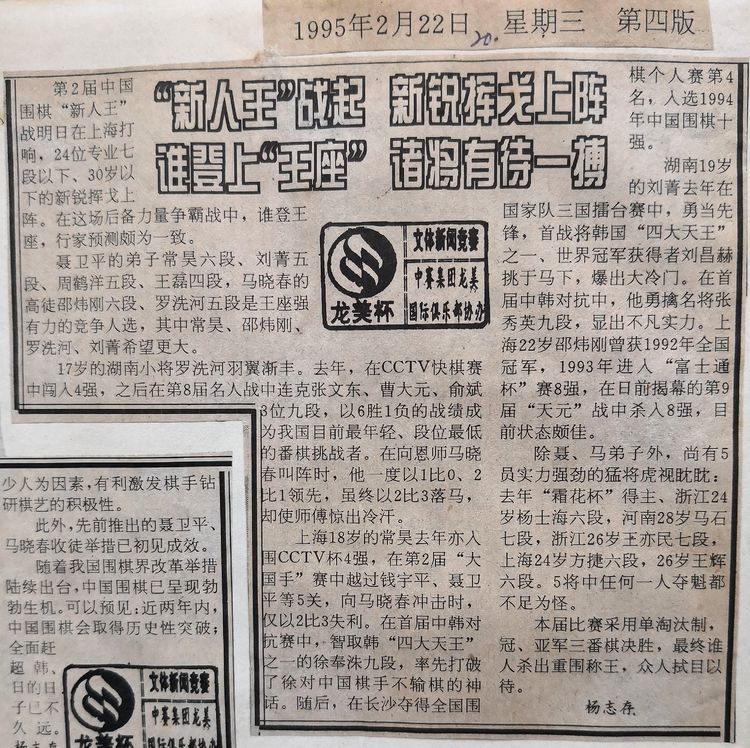 1995年2月22日 星期三 第四版
20.
“新人王”战起 新锐挥戈上阵
谁登上“王座” 诸将有待一搏
第2届中国
围棋“新人王”
战明日在上海打
响,24位专业七
段以下、30岁以
下的新锐挥戈上
阵。在这场后备力量争霸战中,谁登王
座,行家预测颇为一致。
聂卫平的弟子常昊六段、刘菁五
段、周鹤洋五段、王磊四段,马晓春的
高徒邵炜刚六段、罗洗河五段是王座强
有力的竞争人选,其中常昊、邵炜刚、
罗洗河、刘菁希望更大。
17岁的湖南小将罗洗河羽翼渐丰。去年,在CCTV快棋赛
中闯入4强,之后在第8届名人战中连克张文东、曹大元、俞斌
3位九段,以6胜1负的战绩成
为我国目前最年轻、段位最低
的番棋挑战者。在向恩师马晓
春叫阵时,他一度以1比0、2
比1领先,虽终以2比3落马,
却使师傅惊出冷汗。
上海18岁的常昊去年亦入
围CCTV杯4强,在第2届“大
国手”赛中越过钱宇平、聂卫
平等5关,向马晓春冲击时,
仅以2比3失利。在首届中韩对
抗赛中,智取韩“四大天王”
之一的徐奉洙九段,率先打破
了徐对中国棋手不输棋的神
话。随后,在长沙夺得全国围
棋个人赛第4
名,入选1994
年中国围棋十
强。
湖南19岁
的刘菁去年在
国家队三国擂台赛中,勇当先
锋,首战将韩国“四大天王”
之一、世界冠军获得者刘昌赫
挑于马下,爆出大冷门。在首
届中韩对抗中,他勇擒名将张
秀英九段,显出不凡实力。上
海22岁邵炜刚曾获1992年全国
冠军,1993年进入“富士通
杯”赛8强,在日前揭幕的第9
届“天元”战中杀入8强,目
前状态颇佳。
除聂、马弟子外,尚有5
员实力强劲的猛将虎视眈眈:
去年“霜花杯”得主、浙江24
岁杨士海六段,河南28岁马石
七段,浙江26岁王亦民七段,
上海24岁方捷六段,26岁王辉
六段。5将中任何一人夺魁都
不足为怪。
本届比赛采用单淘汰制,
冠、亚军三番棋决胜,最终谁
人杀出重围称王,众人拭目以
待。
杨志存
龙美杯
文体新闻竞赛
中赛集团龙美
国际俱乐部协办
少人为因素,有利激发棋手钻
研棋艺的积极性。
此外,先前推出的聂卫平、
马晓春收徒举措已初见成效。
随着我国围棋界改革举措
陆续出台,中国围棋已呈现勃
勃生机。可以预见:近两年内,
中国围棋会取得历史性突破;
全面赶
超韩、
日的日
子已不
久远。
杨志存
龙美杯
文体新闻竞赛
中赛集团龙美
国际俱乐部协办